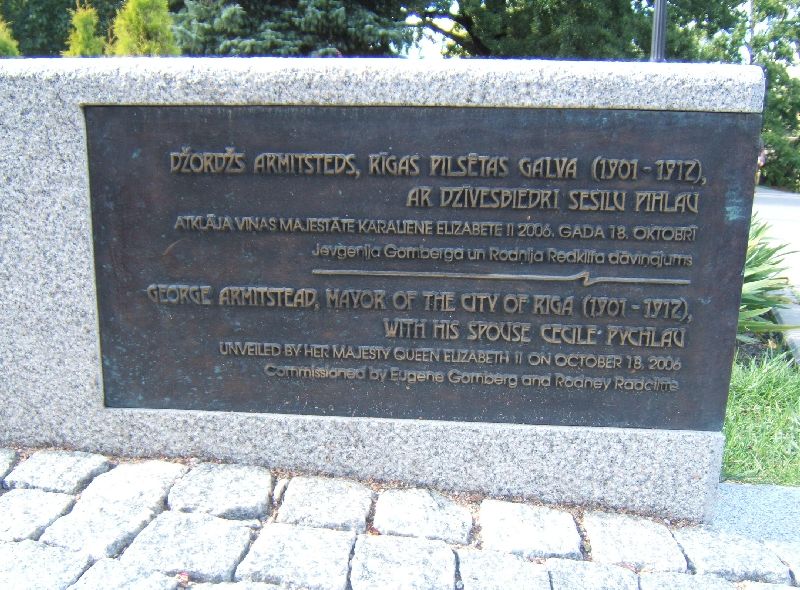 DŽORDŽS ARMITSTEDS, RĪGAS PILSĒTAS GALVA (1901 - 1912),
AR DZĪVESBIEDRI SESILU PIHLAU
ATKLĀJA VIŅAS MAJESTĀTE KARALIENE ELIZABETE II 2006. GADA 18. OKTOBRĪ
Jevgeņija Gomberga un Rodnija Redklifa dāvinājums
GEORGE ARMITSTEAD, MAYOR OF THE CITY OF RIGA (1901 - 1912),
WITH HIS SPOUSE CECILE PYCHLAU
UNVEILED BY HER MAJESTY QUEEN ELIZABETH II ON OCTOBER 18, 2006
Commissioned by Eugene Gomberg and Rodney Radcliffe